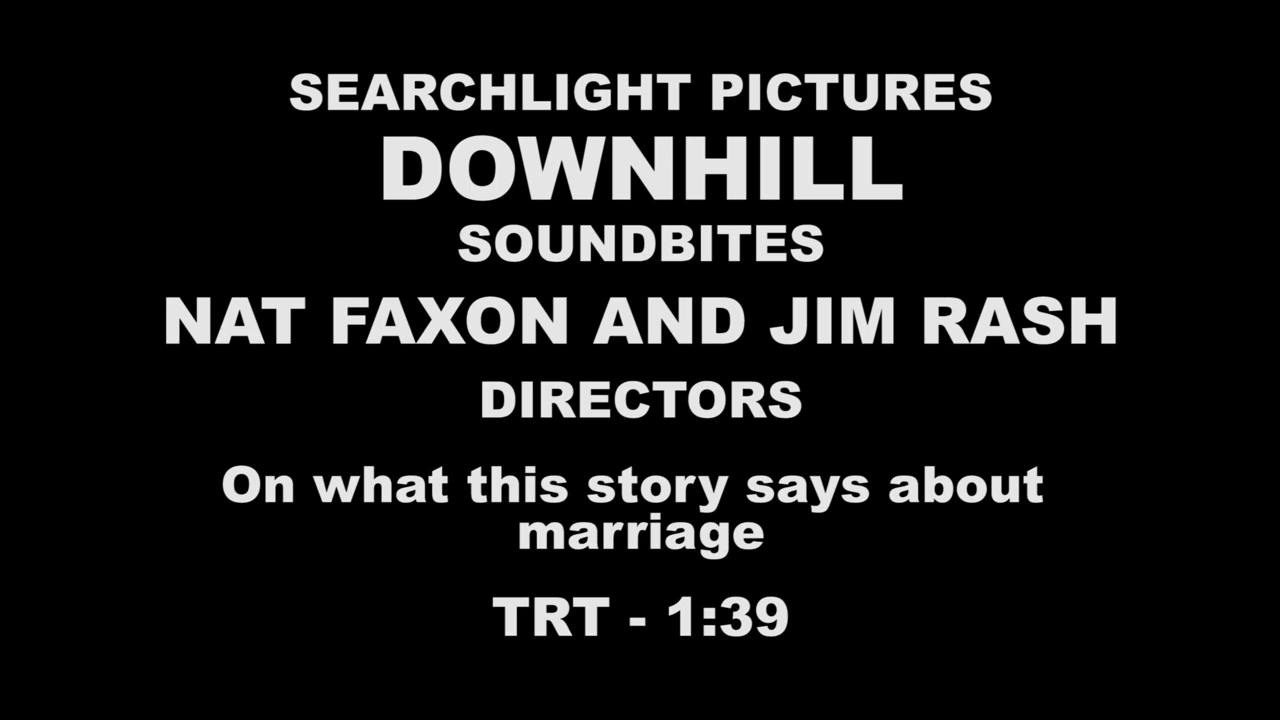 SEARCHLIGHT PICTURES
DOWNHILL
SOUNDBITES
NAT FAXON AND JIM RASH
DIRECTORS
On what this story says about
marriage
TRT - 1:39